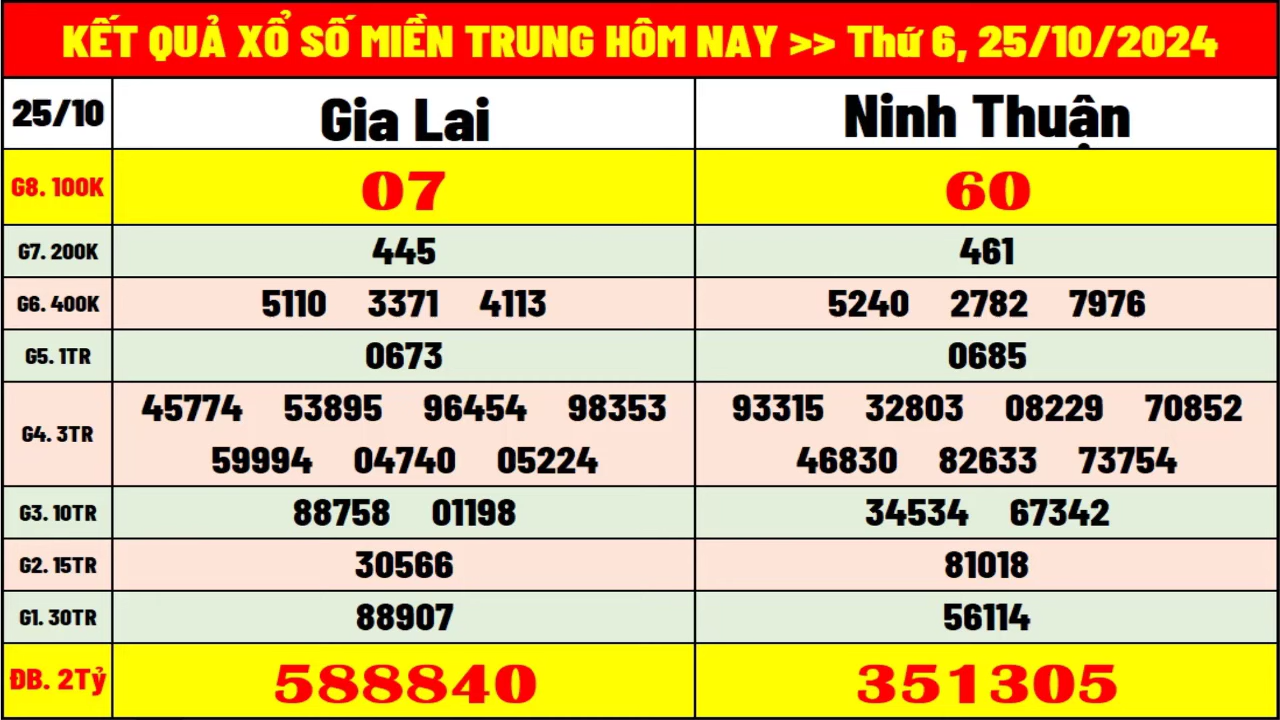 KẾT QUẢ XỔ SỐ MIỀN TRUNG HÔM NAY >> Thứ 6, 25/10/2024
25/10 Gia Lai Ninh Thuận
G8. 100K 07 60
G7. 200K 445 461
G6. 400K 5110 3371 4113 5240 2782 7976
G5. 1TR 0673 0685
G4. 3TR 45774 53895 96454 98353 93315 32803 08229 70852
59994 04740 05224 46830 82633 73754
G3. 10TR 88758 01198 34534 67342
G2. 15TR 30566 81018
G1. 30TR 88907 56114
ĐB. 2Tỷ 588840 351305